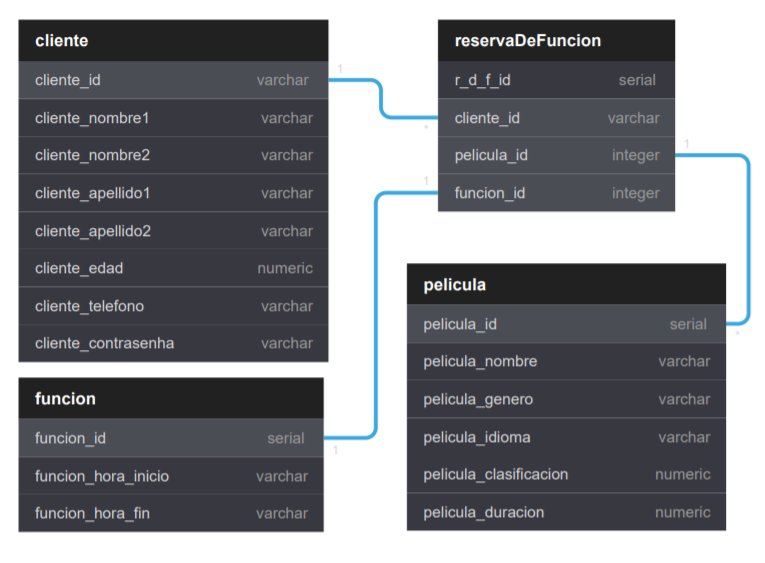 cliente
cliente_id varchar
cliente_nombre1 varchar
cliente_nombre2 varchar
cliente_apellido1 varchar
cliente_apellido2 varchar
cliente_edad numeric
cliente_telefono varchar
cliente_contrasenha varchar
funcion
funcion_id serial
funcion_hora_inicio varchar
funcion_hora_fin varchar
1
*
1
1
reservaDeFuncion
r_d_f_id serial
cliente_id varchar
pelicula_id integer
funcion_id integer
1
*
pelicula
pelicula_id serial
pelicula_nombre varchar
pelicula_genero varchar
pelicula_idioma varchar
pelicula_clasificacion numeric
pelicula_duracion numeric